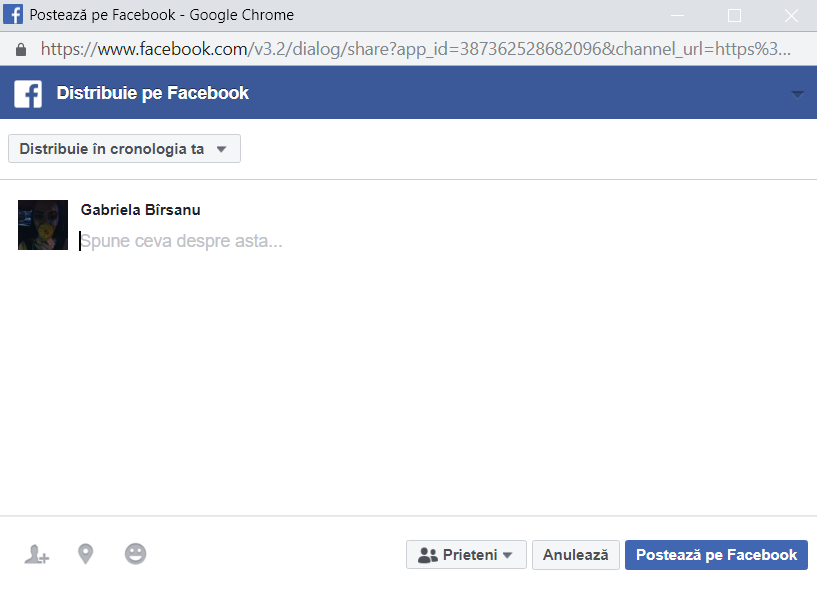 Postează pe Facebook - Google Chrome
https://www.facebook.com/v3.2/dialog/share?app_id=387362528682096&channel_url=https%3...
Distribuie pe Facebook
Distribuie în cronologia ta
Gabriela Bîrsanu
Spune ceva despre asta...
Prieteni Anulează Postează pe Facebook